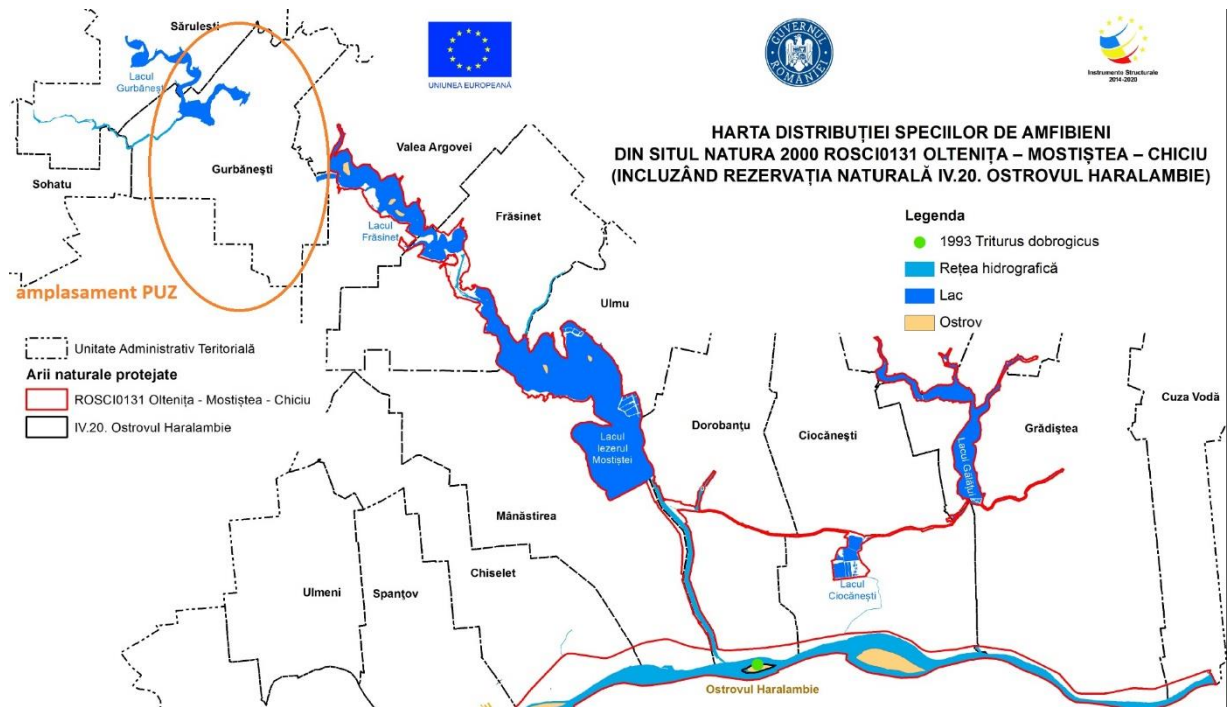 Sărulești
Lacul
Gurbănești
UNIUNEA EUROPEANĂ
GUVERNUL ROMÂNIEI
Instrumente Structurale
2014-2020
HARTA DISTRIBUȚIEI SPECIILOR DE AMFIBIENI
DIN SITUL NATURA 2000 ROSCI0131 OLTENIȚA – MOSTIȘTEA – CHICIU
(INCLUZÂND REZERVAȚIA NATURALĂ IV.20. OSTROVUL HARALAMBIE)
Valea Argovei
Gurbănești
Sohatu
Frăsinet
Lacul
Frăsinet
Legenda
1993 Triturus dobrogicus
Rețea hidrografică
Lac
Ostrov
amplasament PUZ
Ulmu
Unitate Administrativ Teritorială
Arii naturale protejate
ROSCI0131 Oltenița - Mostiștea - Chiciu
IV.20. Ostrovul Haralambie
Cuza Vodă
Dorobanțu
Ciocănești
Grădiștea
Lacul
Iezerul
Mostiștei
Lacul Gălățui
Mânăstirea
Chiselet
Ulmeni
Spanțov
Lacul
Ciocănești
Ostrovul Haralambie